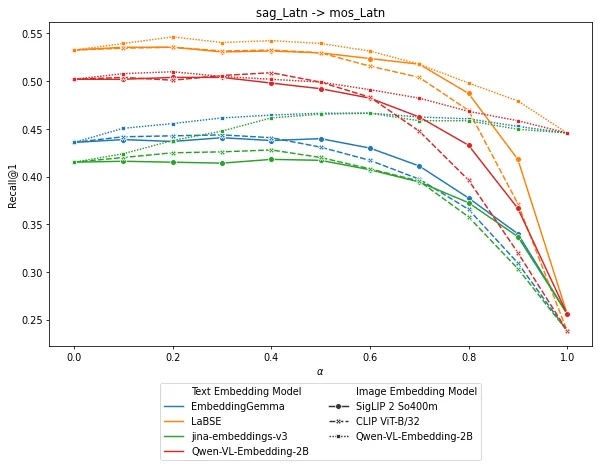 sag_Latn -> mos_Latn
0.55
0.50
0.45
0.40
0.35
0.30
0.25
Recall@1
0.0 0.2 0.4 0.6 0.8 1.0
α
Text Embedding Model
EmbeddingGemma
LaBSE
jina-embeddings-v3
Qwen-VL-Embedding-2B
Image Embedding Model
SigLIP 2 So400m
CLIP ViT-B/32
Qwen-VL-Embedding-2B